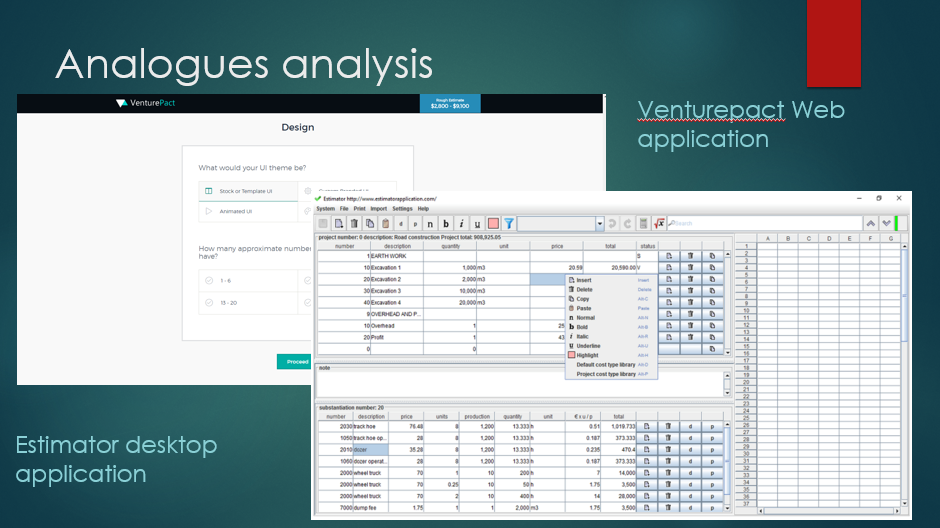 Analogues analysis
VenturePact
Rough Estimate
$2,800 - $9,100
Design
What would your UI theme be?
Stock or Template UI
Animated UI
How many approximate number
have?
1 - 6
13 - 20
Proceed
Venturepact Web
application
Estimator http://www.estimatorapplication.com/
System File Print Import Settings Help
d p n b i u Search
project number: 0 description: Road construction Project total: 908,825.05
number description quantity unit price total status
1 EARTH WORK S
10 Excavation 1 1,000 m3 20.59 20,590.00 V
20 Excavation 2 2,000 m3
30 Excavation 3 10,000 m3
40 Excavation 4 20,000 m3
9 OVERHEAD AND P...
10 Overhead 1 25
20 Profit 1 43
0 0
Insert Insert
Delete Delete
Copy Alt-C
Paste Paste
n Normal Alt-N
b Bold Alt-B
i Italic
u Underline Alt-U
Highlight Alt-H
Default cost type library Alt-D
Project cost type library Alt-P
note
substantiation number: 20
number description price units production quantity unit € x u / p total
2030 track hoe 76.48 8 1,200 13.333 h 0.51 1,019.733 d p
1050 track hoe op... 28 8 1,200 13.333 h 0.187 373.333 d p
2010 dozer 35.28 8 1,200 13.333 h 0.235 470.4 d p
1060 dozer operat... 28 8 1,200 13.333 h 0.187 373.333 d p
2000 wheel truck 70 1 10 200 h 7 14,000 d p
2000 wheel truck 70 0.25 10 50 h 1.75 3,500 d p
2000 wheel truck 70 2 10 400 h 14 28,000 d p
7000 dump fee 1.75 1 1 2,000 m3 1.75 3,500 d p
A B C D E F G
1
2
3
4
5
6
7
8
9
10
11
12
13
14
15
16
17
18
19
20
21
22
23
24
25
26
27
28
29
30
31
32
33
34
35
36
37
Estimator desktop
application